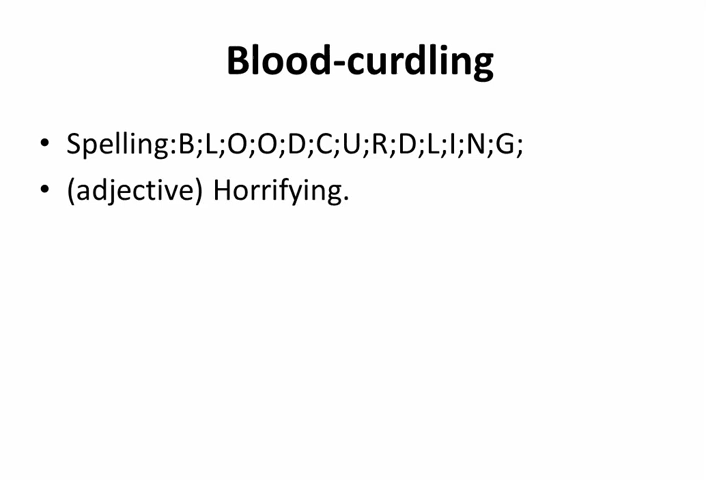 Blood-curdling
• Spelling:B;L;O;O;D;C;U;R;D;L;I;N;G;
• (adjective) Horrifying.